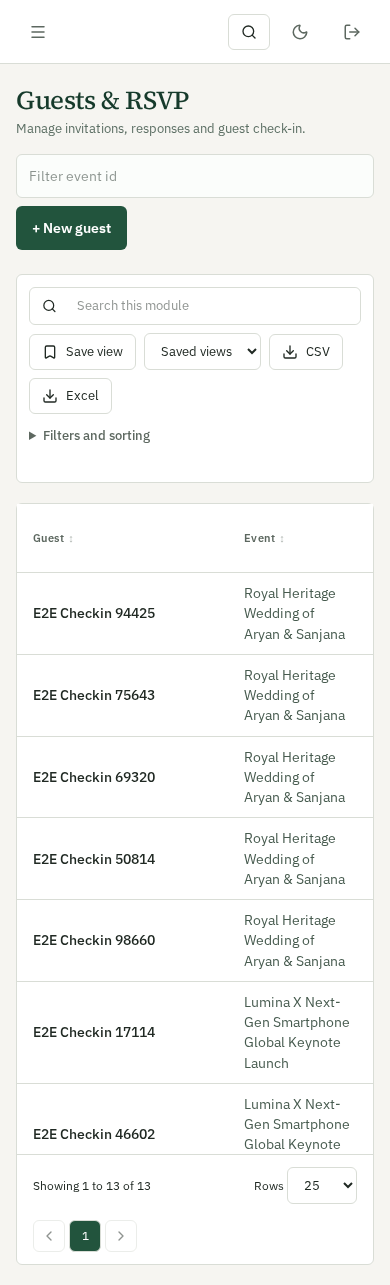 Guests & RSVP
Manage invitations, responses and guest check-in.
Filter event id
+ New guest
Search this module
Save view
Saved views
CSV
Excel
Filters and sorting
Guest ↕ Event ↕
E2E Checkin 94425
Royal Heritage
Wedding of
Aryan & Sanjana
E2E Checkin 75643
Royal Heritage
Wedding of
Aryan & Sanjana
E2E Checkin 69320
Royal Heritage
Wedding of
Aryan & Sanjana
E2E Checkin 50814
Royal Heritage
Wedding of
Aryan & Sanjana
E2E Checkin 98660
Royal Heritage
Wedding of
Aryan & Sanjana
E2E Checkin 17114
Lumina X Next-
Gen Smartphone
Global Keynote
Launch
E2E Checkin 46602
Lumina X Next-
Gen Smartphone
Global Keynote
Showing 1 to 13 of 13
Rows 25
1